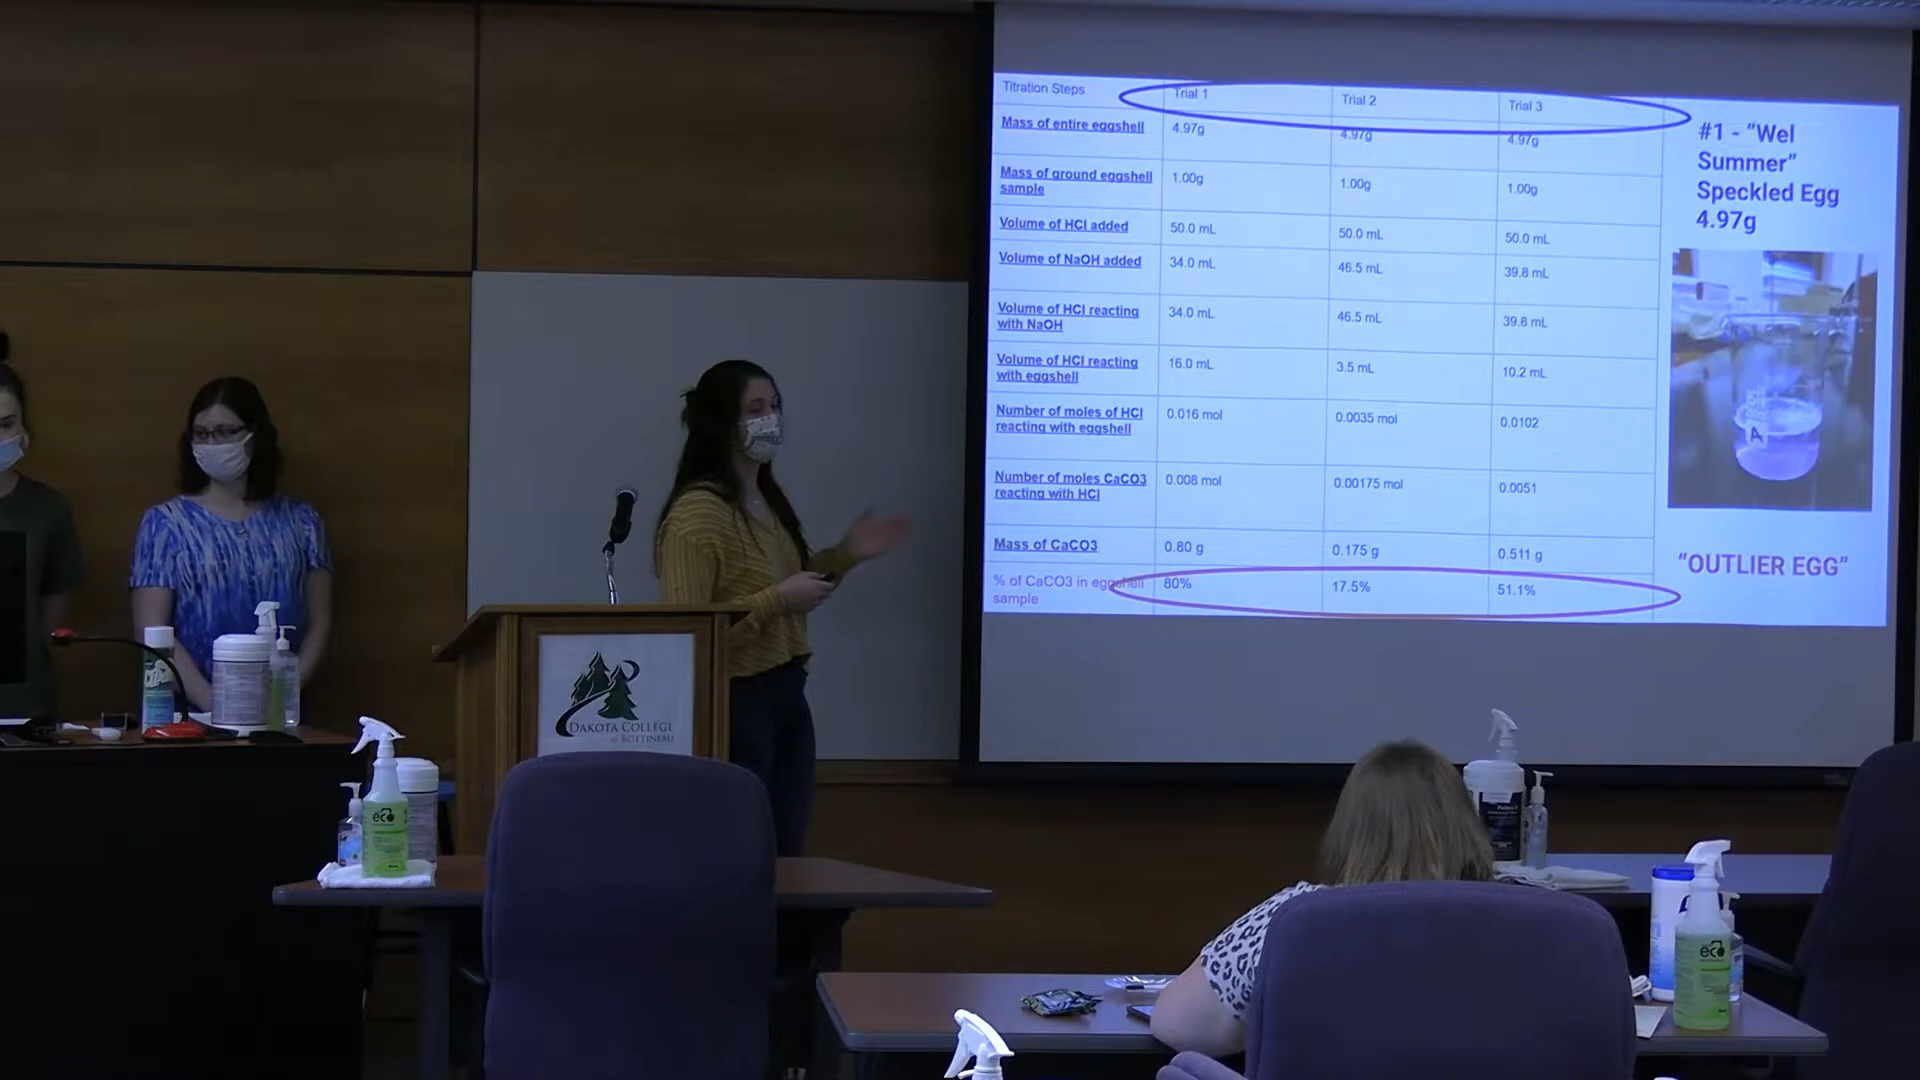 Titration Steps Trial 1 Trial 2 Trial 3
Mass of entire eggshell 4.97g 4.97g 4.97g
Mass of ground eggshell
sample 1.00g 1.00g 1.00g
Volume of HCl added 50.0 mL 50.0 mL 50.0 mL
Volume of NaOH added 34.0 mL 46.5 mL 39.8 mL
Volume of HCl reacting
with NaOH 34.0 mL 46.5 mL 39.8 mL
Volume of HCl reacting
with eggshell 16.0 mL 3.5 mL 10.2 mL
Number of moles of HCl
reacting with eggshell 0.016 mol 0.0035 mol 0.0102
Number of moles CaCO3
reacting with HCl 0.008 mol 0.00175 mol 0.0051
Mass of CaCO3 0.80 g 0.175 g 0.511 g
% of CaCO3 in eggshell
sample 80% 17.5% 51.1%
#1 - “Wel
Summer”
Speckled Egg
4.97g
A
“OUTLIER EGG”
DAKOTA COLLEGE
AT BOTTINEAU
eco
eco